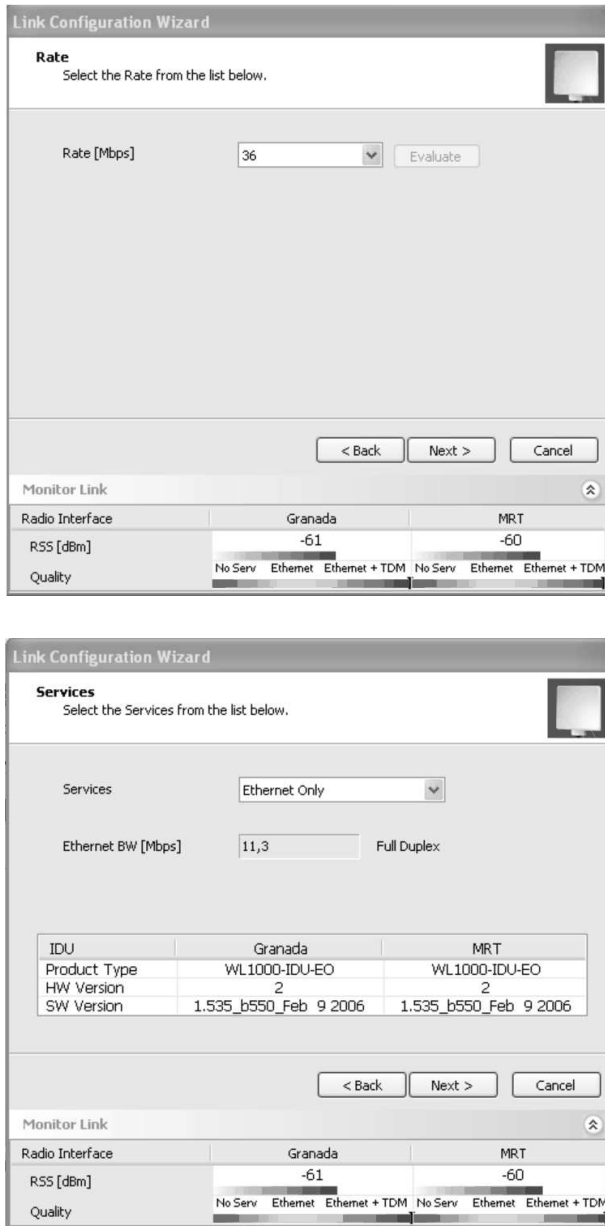 Link Configuration Wizard
Rate
Select the Rate from the list below.
Rate [Mbps] 36 Evaluate
< Back Next > Cancel
Monitor Link
Radio Interface Granada MRT
RSS [dBm] -61 -60
Quality No Serv Ethernet Ethernet + TDM No Serv Ethernet Ethernet + TDM
Link Configuration Wizard
Services
Select the Services from the list below.
Services Ethernet Only
Ethernet BW [Mbps] 11,3 Full Duplex
IDU Granada MRT
Product Type WL1000-IDU-EO WL1000-IDU-EO
HW Version 2 2
SW Version 1.535_b550_Feb 9 2006 1.535_b550_Feb 9 2006
< Back Next > Cancel
Monitor Link
Radio Interface Granada MRT
RSS [dBm] -61 -60
Quality No Serv Ethernet Ethernet + TDM No Serv Ethernet Ethernet + TDM